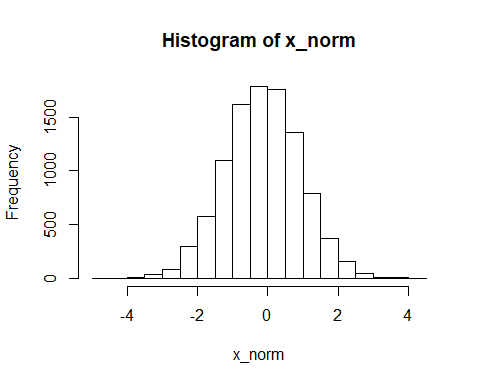 Histogram of x_norm
Frequency
1500
1000
500
0
-4 -2 0 2 4
x_norm